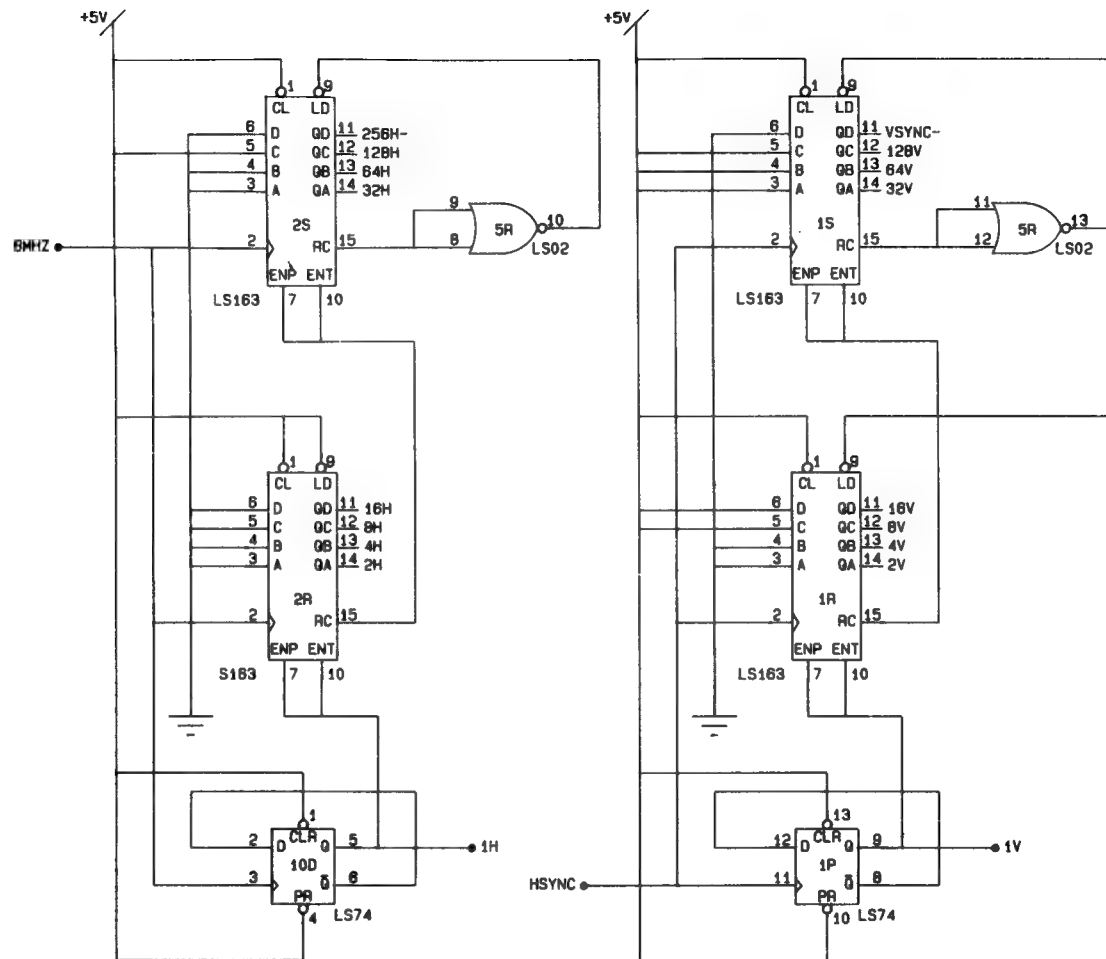 +5V
+5V
1 9
CL LD
6 D QD 11 256H-
5 C QC 12 128H
4 B QB 13 64H
3 A QA 14 32H
2S
6MHZ
2 RC 15
ENP ENT
LS163 7 10
9
8
5R
10
LS02
1 9
CL LD
6 D QD 11 VSYNC-
5 C QC 12 128V
4 B QB 13 64V
3 A QA 14 32V
1S
2 RC 15
ENP ENT
LS163 7 10
11
12
5R
13
LS02
1 9
CL LD
6 D QD 11 16H
5 C QC 12 8H
4 B QB 13 4H
3 A QA 14 2H
2R
2 RC 15
ENP ENT
S163 7 10
1 9
CL LD
6 D QD 11 16V
5 C QC 12 8V
4 B QB 13 4V
3 A QA 14 2V
1R
2 RC 15
ENP ENT
LS163 7 10
1
CLR
2 D Q 5
1H
10D
3 Q 6
PR
4 LS74
13
CLR
12 D Q 9
1V
1P
HSYNC
11 Q 8
PR
10 LS74